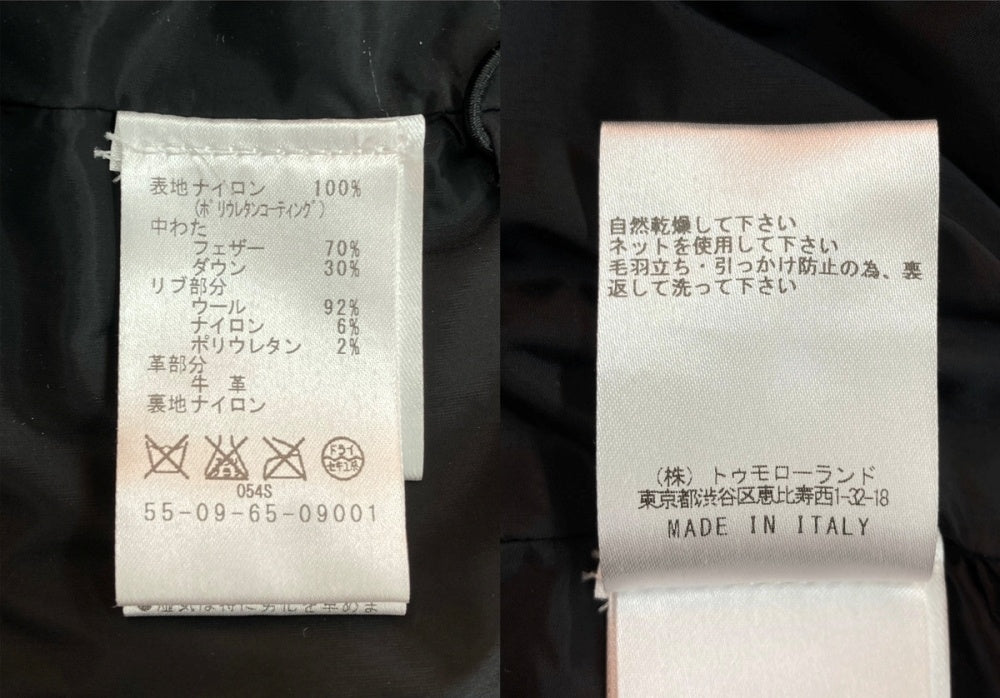 表地 ナイロン 100%
(ポリウレタンコーティング)
中わた
フェザー 70%
ダウン 30%
リブ部分
ウール 92%
ナイロン 6%
ポリウレタン 2%
革部分
牛 革
裏地 ナイロン
ドライ
セキユ系
054S
55-09-65-09001
自然乾燥して下さい
ネットを使用して下さい
毛羽立ち・引っかけ防止の為、裏
返して洗って下さい
(株) トゥモローランド
東京都渋谷区恵比寿西1-32-18
MADE IN ITALY